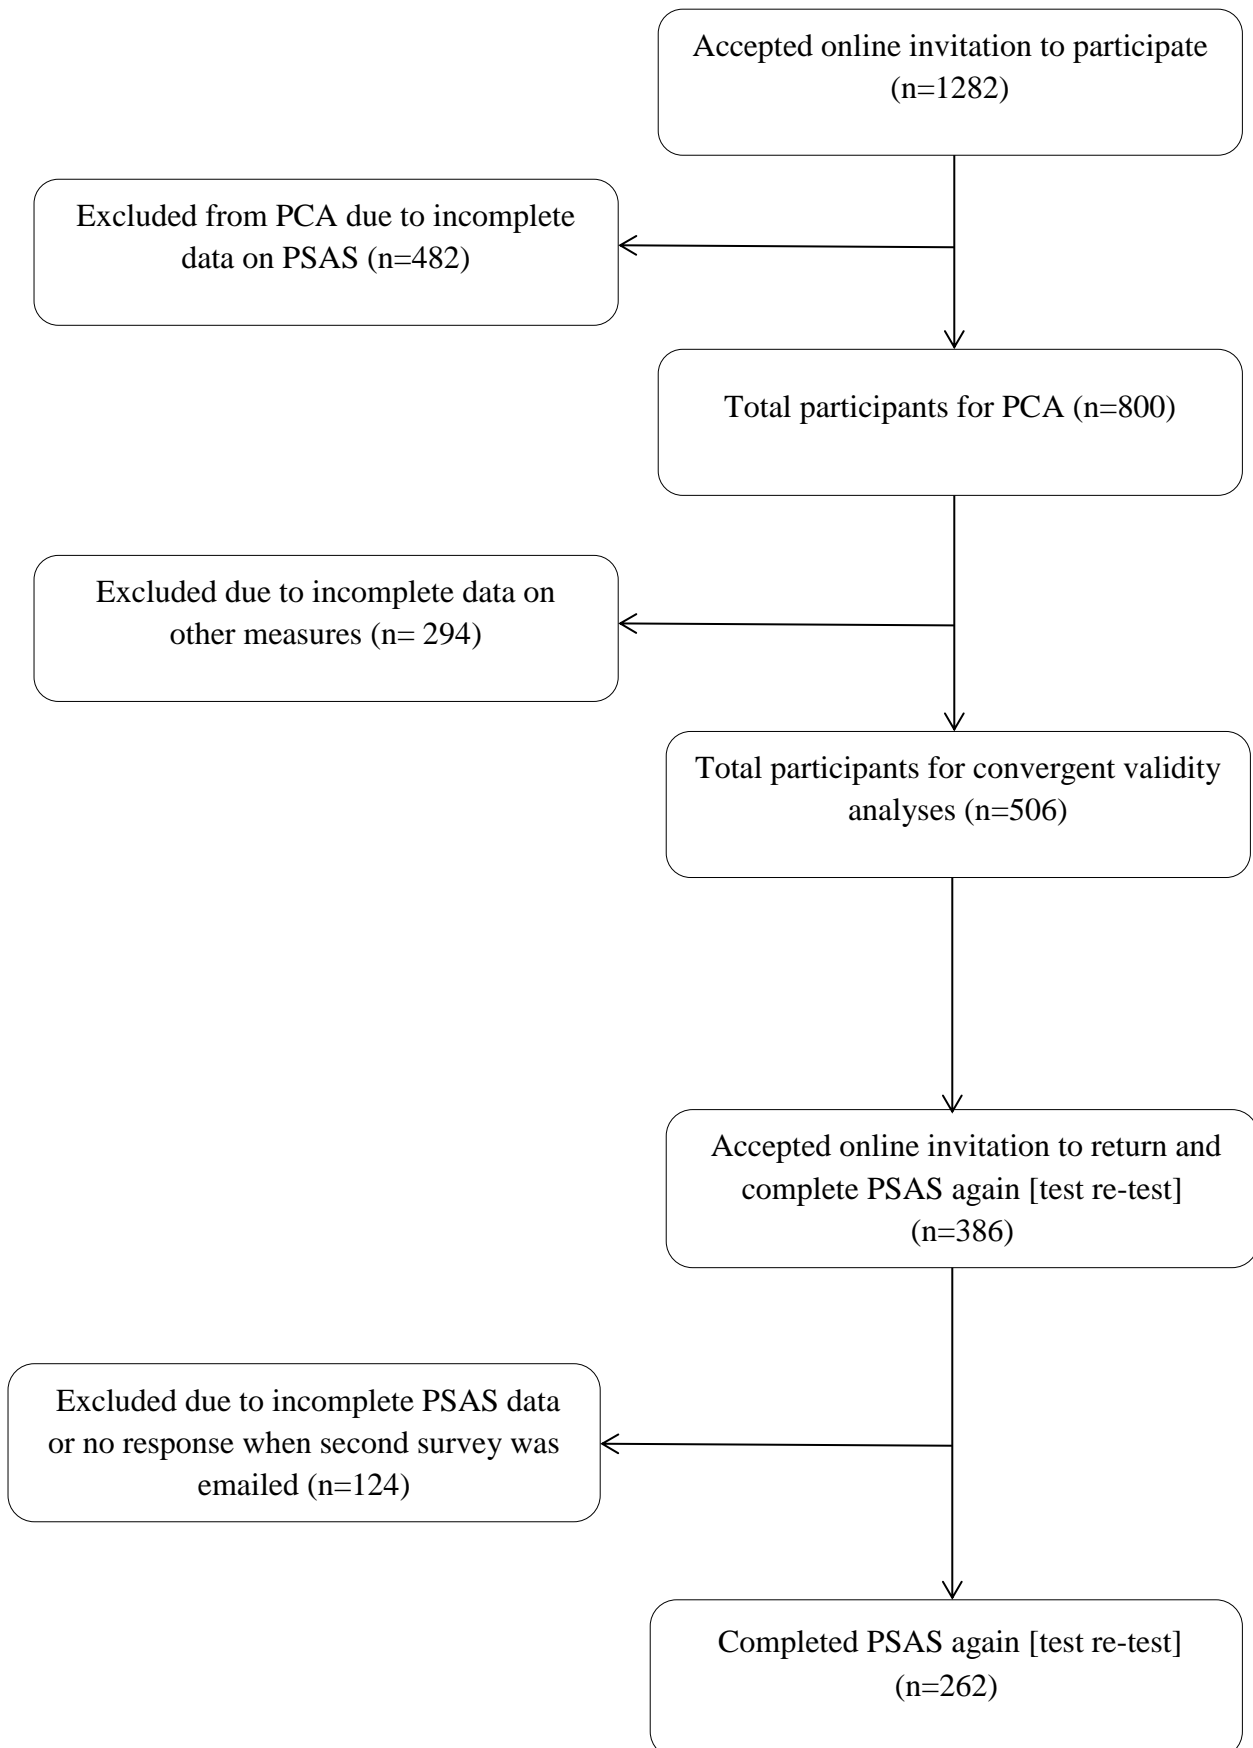 Accepted online invitation to participate
(n=1282)
Excluded from PCA due to incomplete
data on PSAS (n=482)
Total participants for PCA (n=800)
Excluded due to incomplete data on
other measures (n= 294)
Total participants for convergent validity
analyses (n=506)
Accepted online invitation to return and
complete PSAS again [test re-test]
(n=386)
Excluded due to incomplete PSAS data
or no response when second survey was
emailed (n=124)
Completed PSAS again [test re-test]
(n=262)